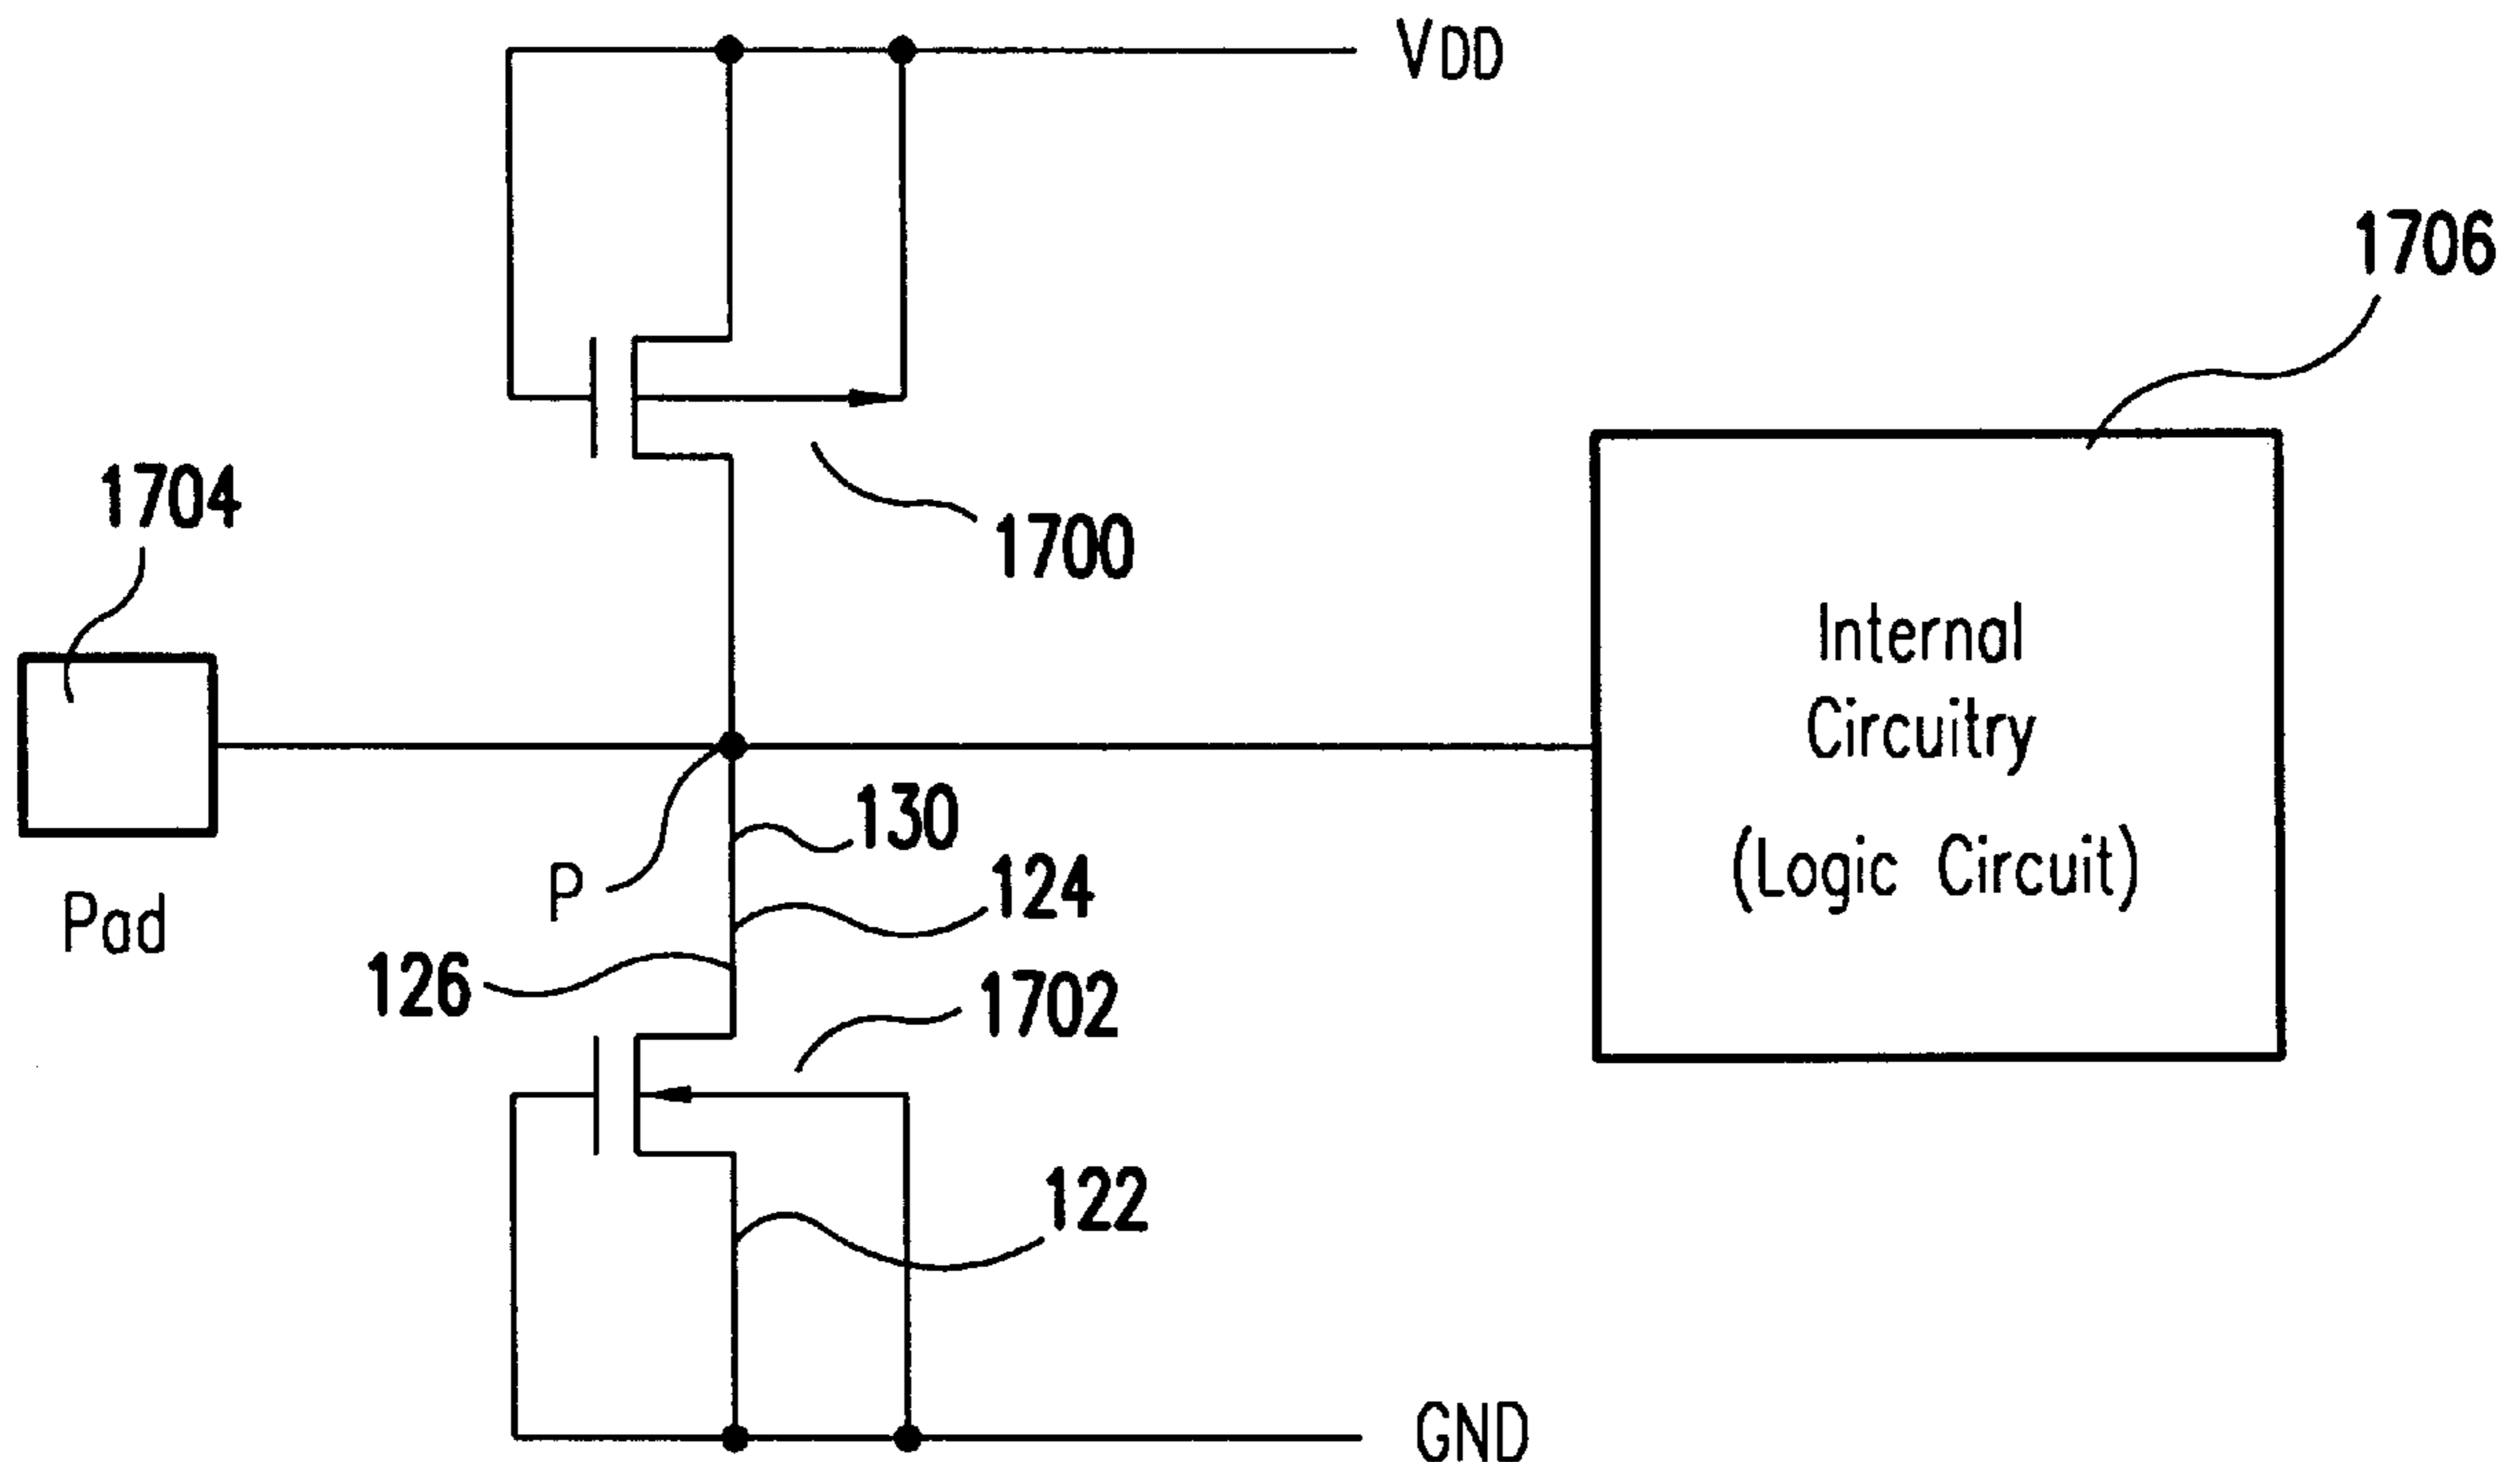 VDD
1706
1704
1700
Internal
Circuitry
(Logic Circuit)
130
124
P
Pad
126
1702
122
GND